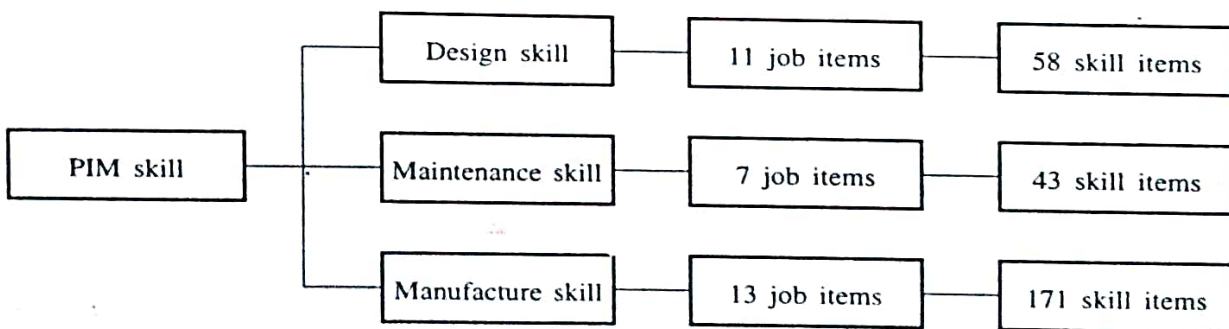 Design skill
11 job items
58 skill items
PIM skill
Maintenance skill
7 job items
43 skill items
Manufacture skill
13 job items
171 skill items